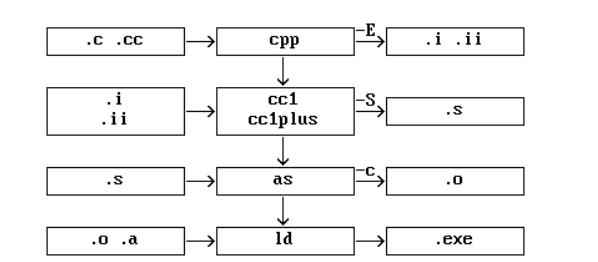 .c .cc
cpp
-E
.i .ii
.i
.ii
cc1
cc1plus
-S
.s
.s
as
-c
.o
.o .a
ld
.exe